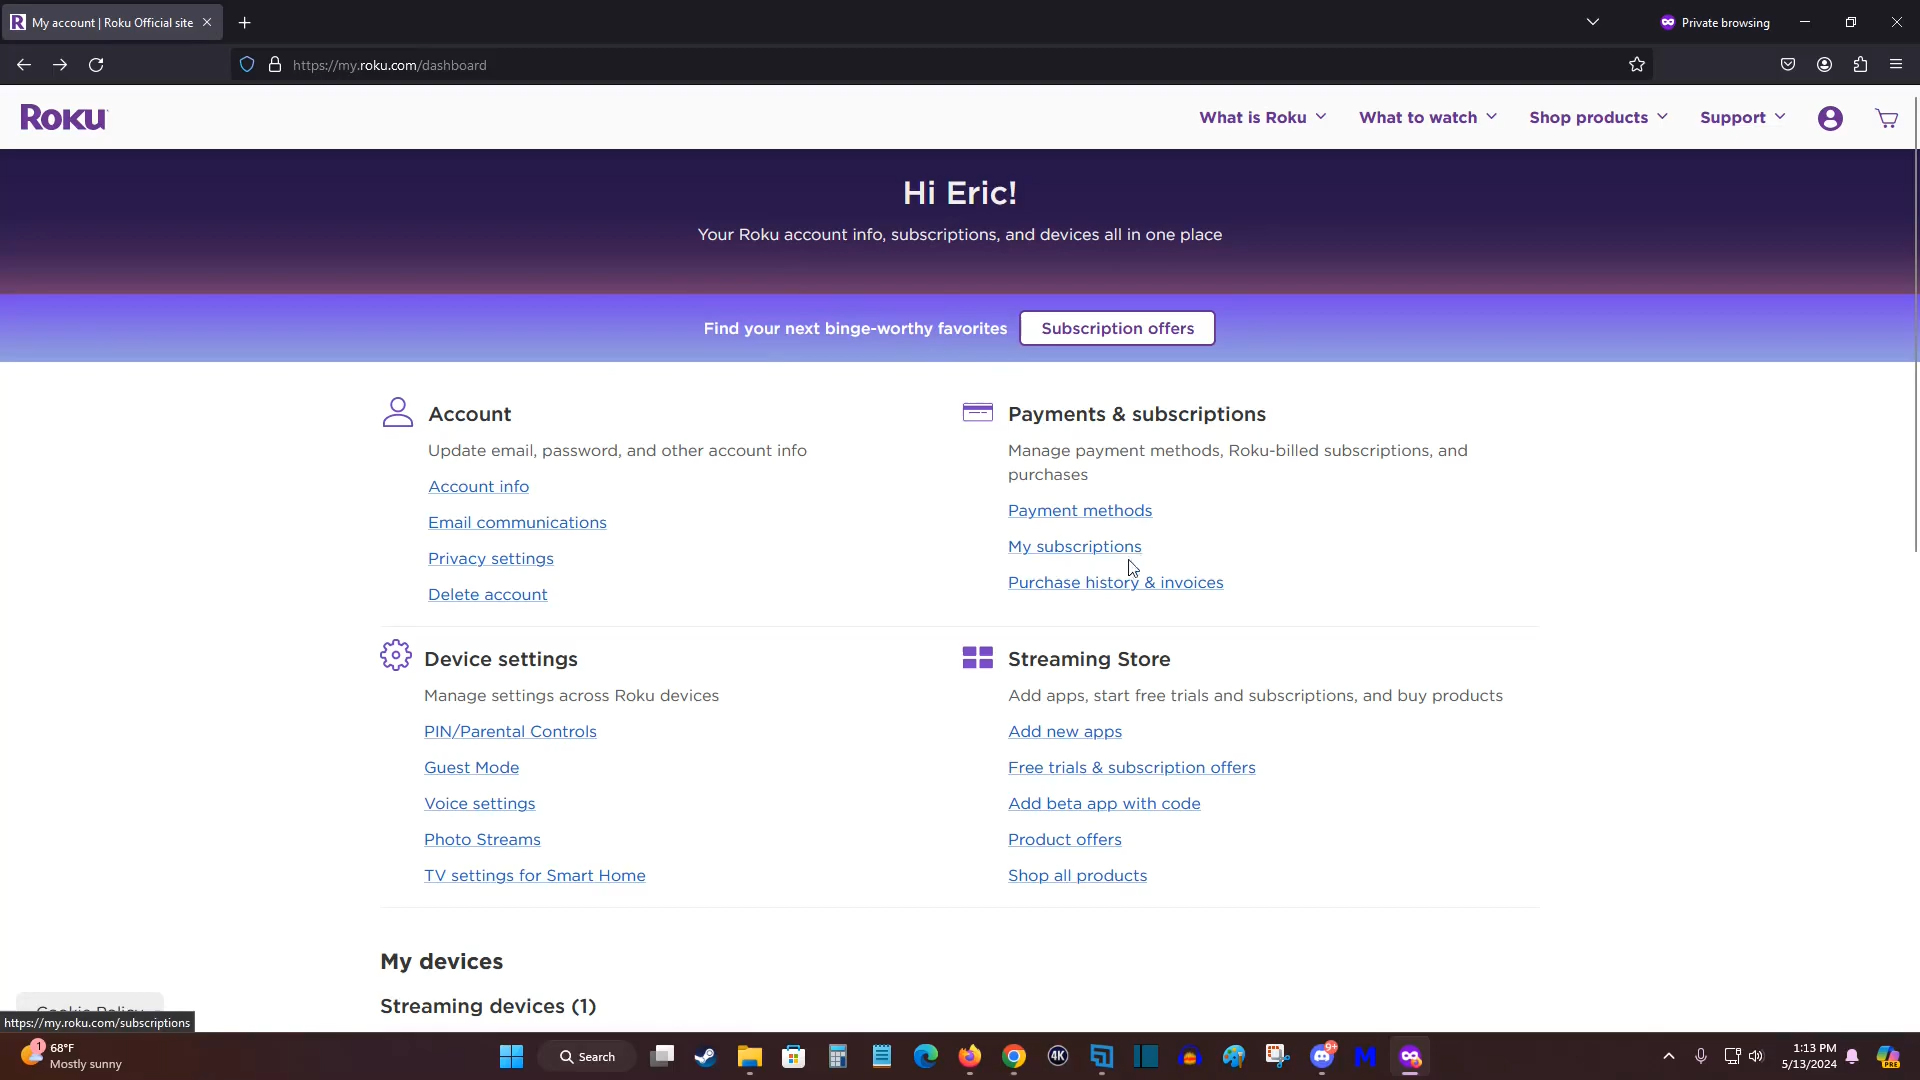 My account | Roku Official site
Private browsing
https://my.roku.com/dashboard
Roku
What is Roku
What to watch
Shop products
Support
Hi Eric!
Your Roku account info, subscriptions, and devices all in one place
Find your next binge-worthy favorites
Subscription offers
Account
Update email, password, and other account info
Account info
Email communications
Privacy settings
Delete account
Payments & subscriptions
Manage payment methods, Roku-billed subscriptions, and
purchases
Payment methods
My subscriptions
Purchase history & invoices
Device settings
Manage settings across Roku devices
PIN/Parental Controls
Guest Mode
Voice settings
Photo Streams
TV settings for Smart Home
Streaming Store
Add apps, start free trials and subscriptions, and buy products
Add new apps
Free trials & subscription offers
Add beta app with code
Product offers
Shop all products
My devices
Streaming devices (1)
Cookie Policy
https://my.roku.com/subscriptions
1
68°F
Mostly sunny
Search
4K
9+
1:13 PM
5/13/2024
PRE